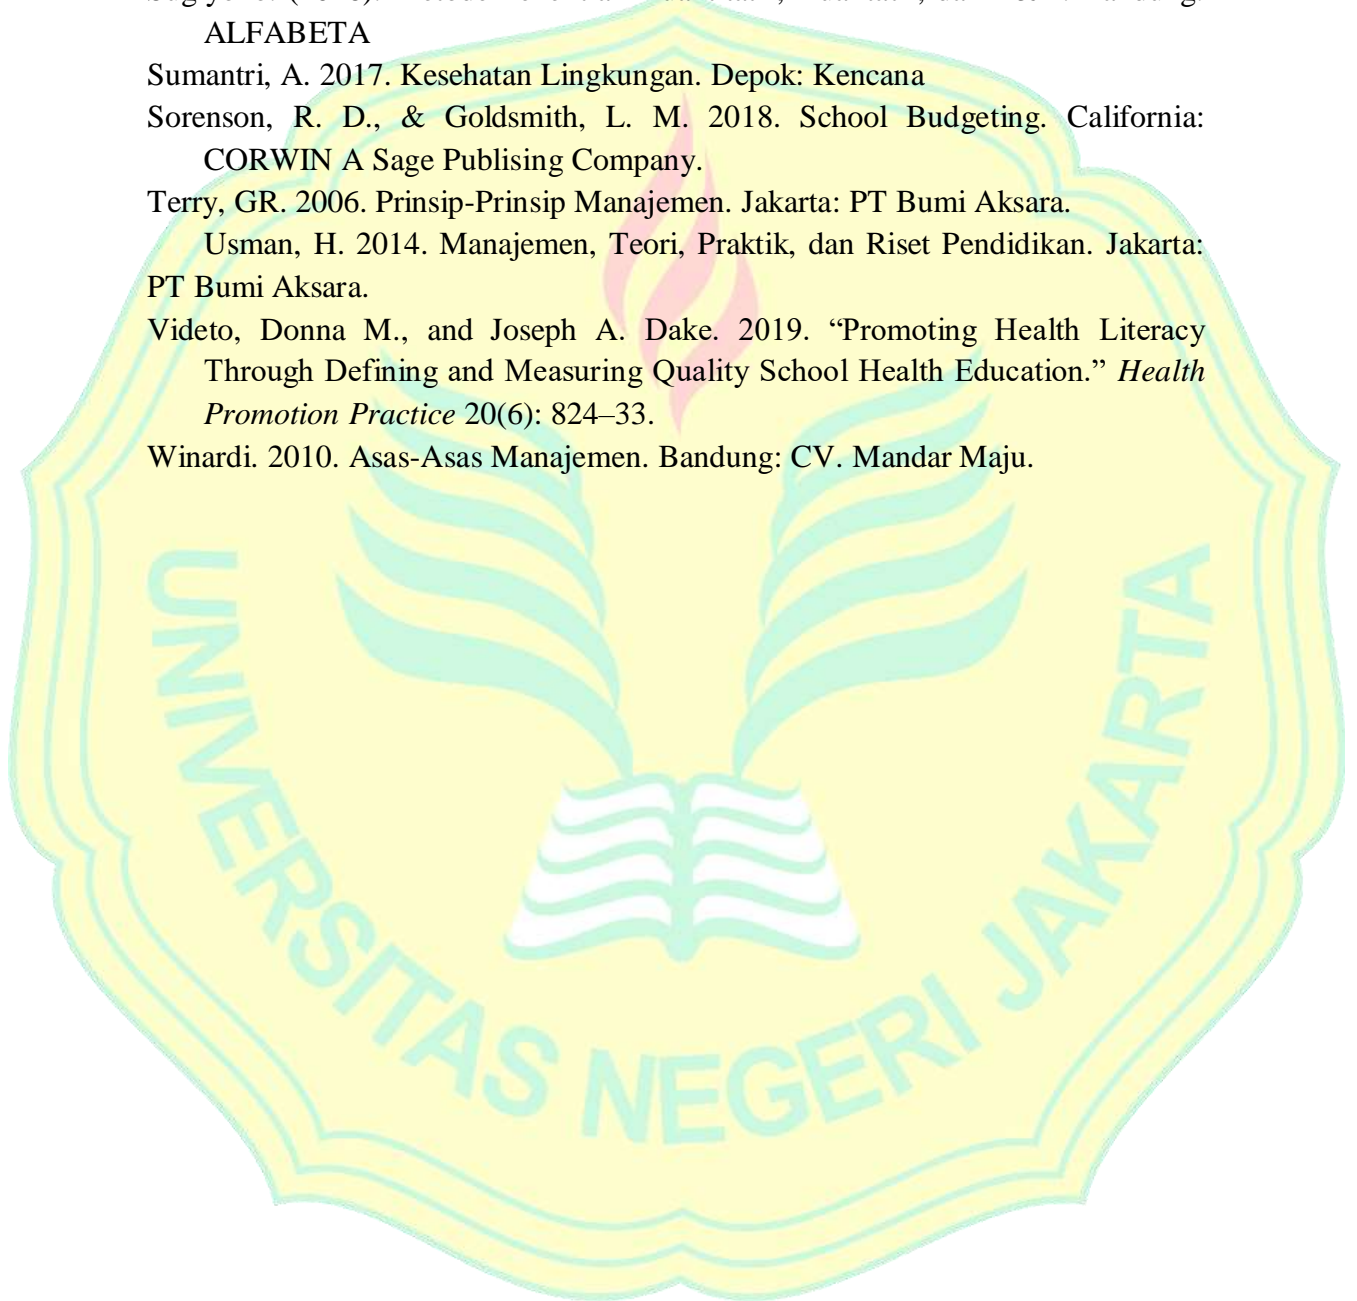 ALFABETA
Sumantri, A. 2017. Kesehatan Lingkungan. Depok: Kencana
Sorenson, R. D., & Goldsmith, L. M. 2018. School Budgeting. California:
CORWIN A Sage Publising Company.
Terry, GR. 2006. Prinsip-Prinsip Manajemen. Jakarta: PT Bumi Aksara.
Usman, H. 2014. Manajemen, Teori, Praktik, dan Riset Pendidikan. Jakarta:
PT Bumi Aksara.
Videto, Donna M., and Joseph A. Dake. 2019. “Promoting Health Literacy
Through Defining and Measuring Quality School Health Education.” Health
Promotion Practice 20(6): 824–33.
Winardi. 2010. Asas-Asas Manajemen. Bandung: CV. Mandar Maju.
UNIVERSITAS NEGERI JAKARTA